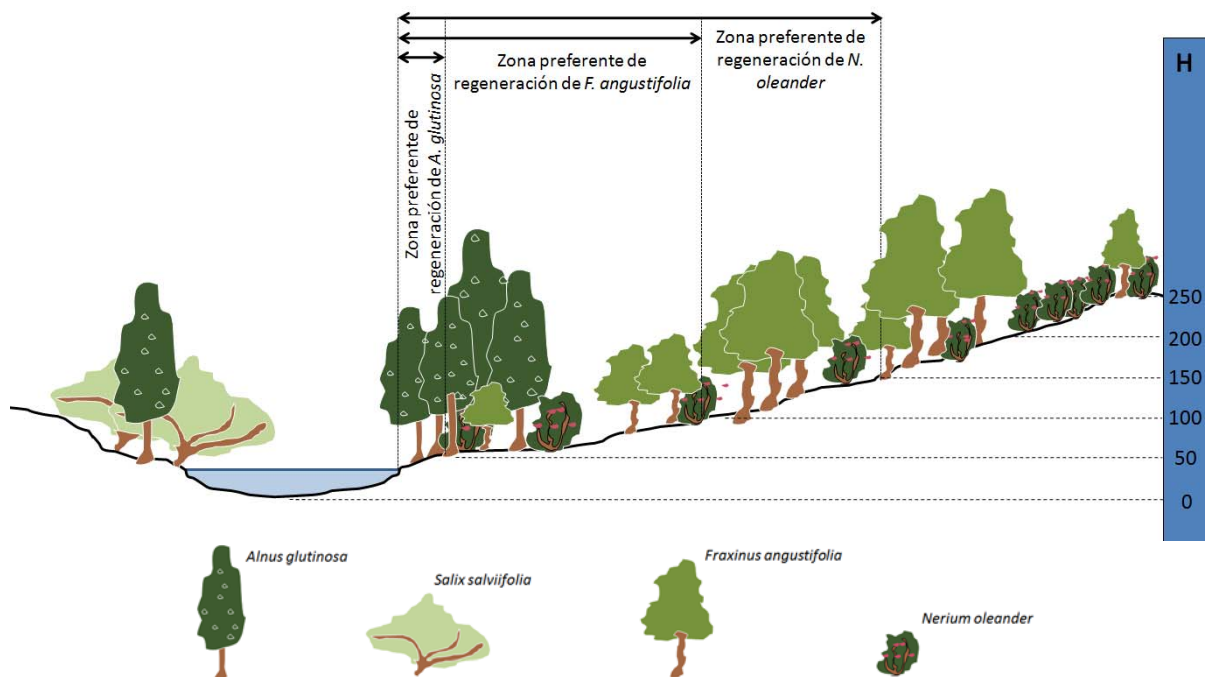 Zona preferente de
regeneración de A. glutinosa
Zona preferente de
regeneración de F. angustifolia
Zona preferente de
regeneración de N.
oleander
H
250
200
150
100
50
0
Alnus glutinosa
Salix salviifolia
Fraxinus angustifolia
Nerium oleander